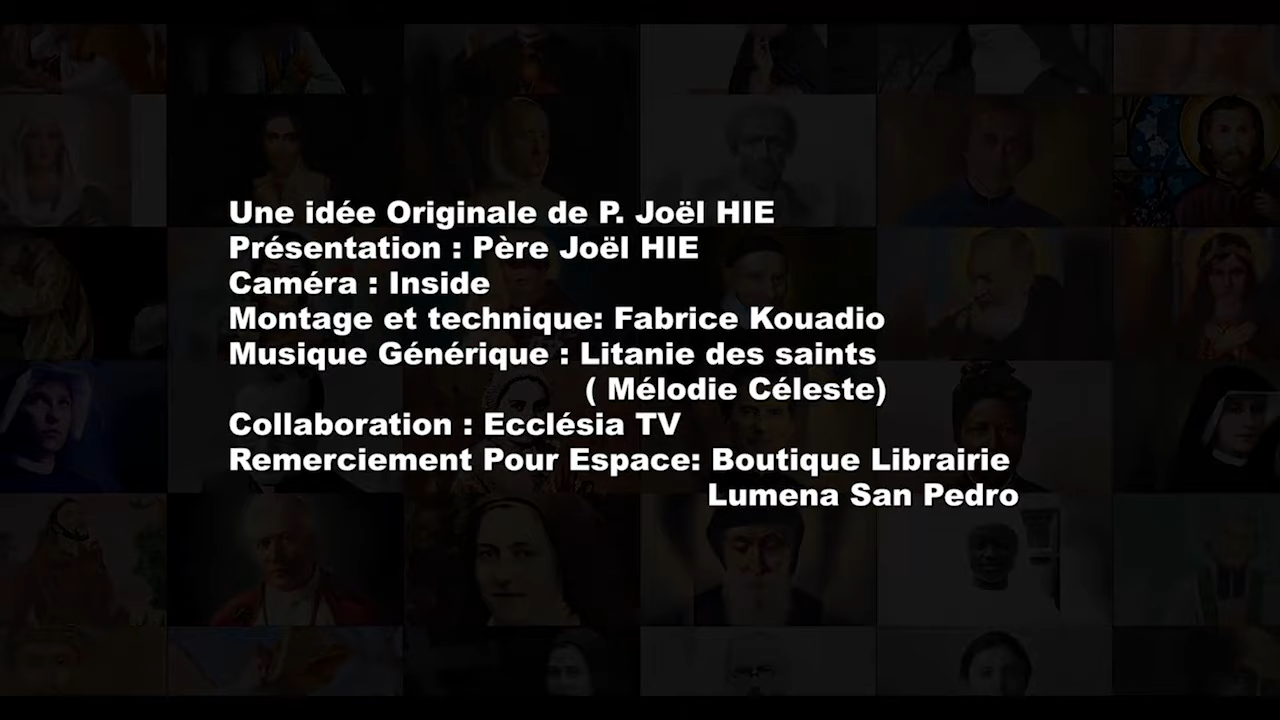 Une idée Originale de P. Joël HIE
Présentation : Père Joël HIE
Caméra : Inside
Montage et technique: Fabrice Kouadio
Musique Générique : Litanie des saints
( Mélodie Céleste)
Collaboration : Ecclésia TV
Remerciement Pour Espace: Boutique Librairie
Lumena San Pedro